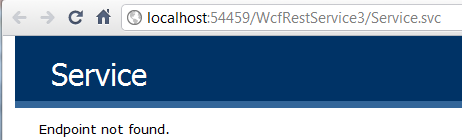 localhost:54459/WcfRestService3/Service.svc
Service
Endpoint not found.